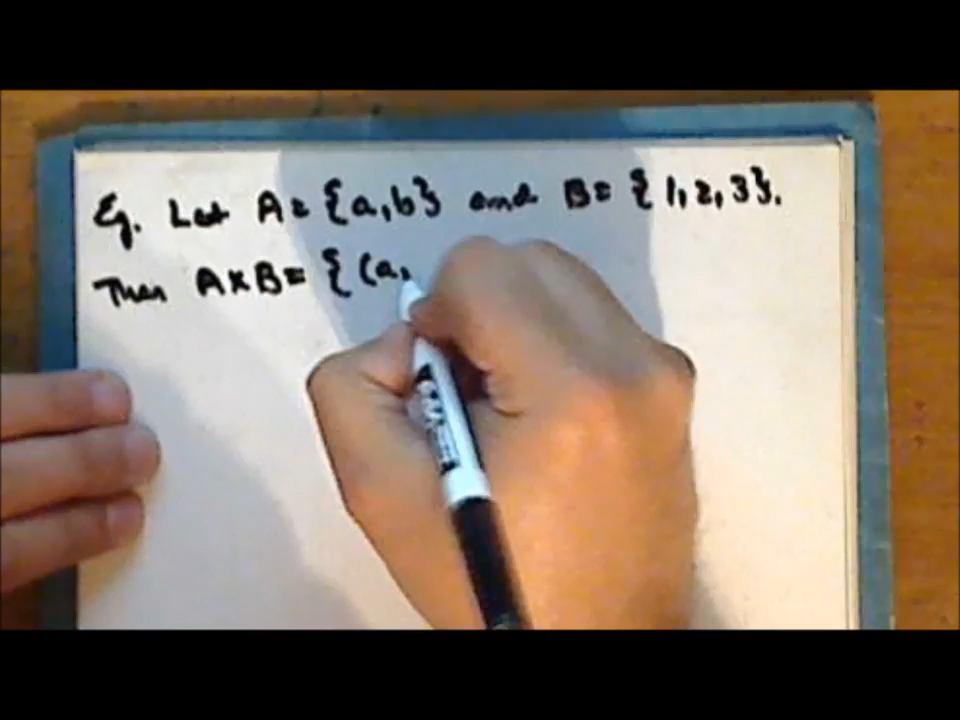 Eg. Let A = {a,b} and B = {1,2,3}.
Then A×B = { (a,